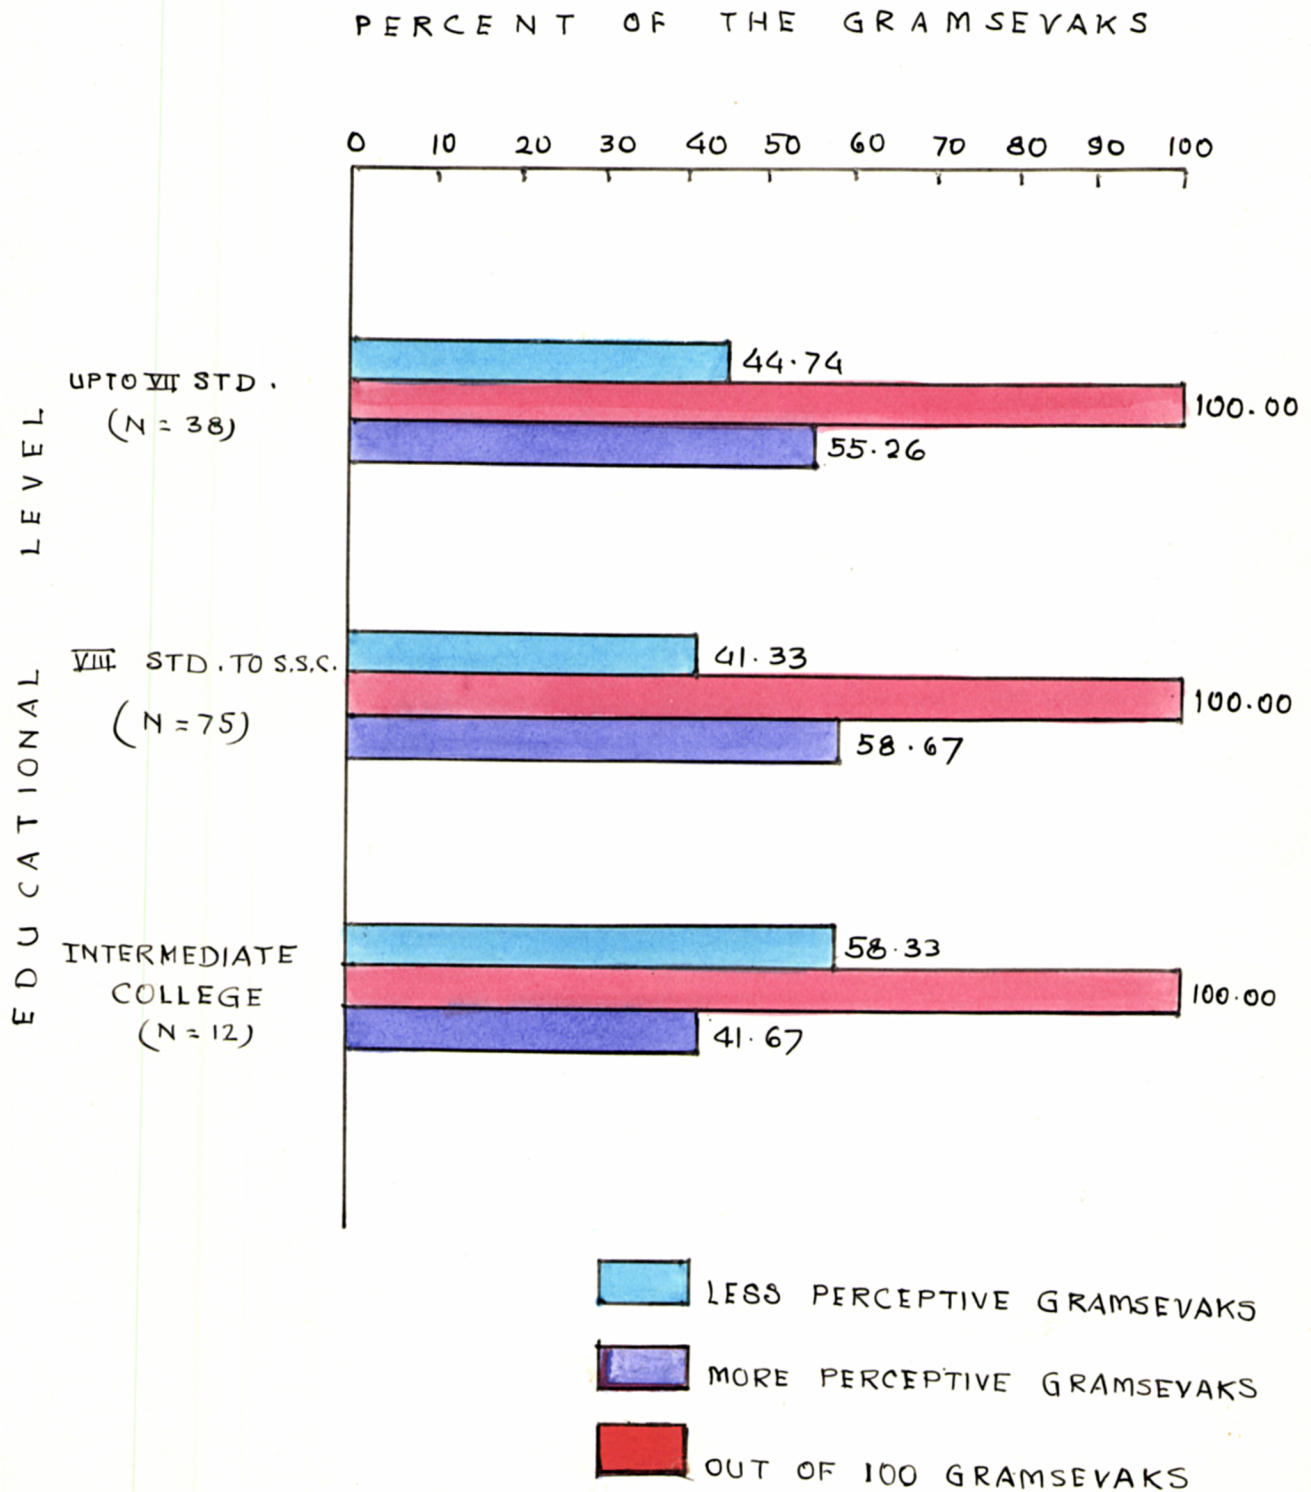 PERCENT OF THE GRAMSEVAKS
0 10 20 30 40 50 60 70 80 90 100
EDUCATIONAL LEVEL
UPTO VII STD.
(N = 38)
44.74
100.00
55.26
VIII STD. TO S.S.C.
(N = 75)
41.33
100.00
58.67
INTERMEDIATE
COLLEGE
(N = 12)
58.33
100.00
41.67
LESS PERCEPTIVE GRAMSEVAKS
MORE PERCEPTIVE GRAMSEVAKS
OUT OF 100 GRAMSEVAKS